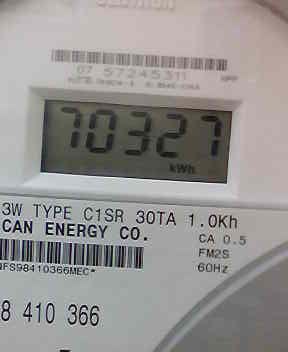 07 57245311
70327
kWh
3W TYPE C1SR 30TA 1.0Kh
CAN ENERGY CO.
CA 0.5
FM2S
60Hz
NFS98410366MEC*
8 410 366